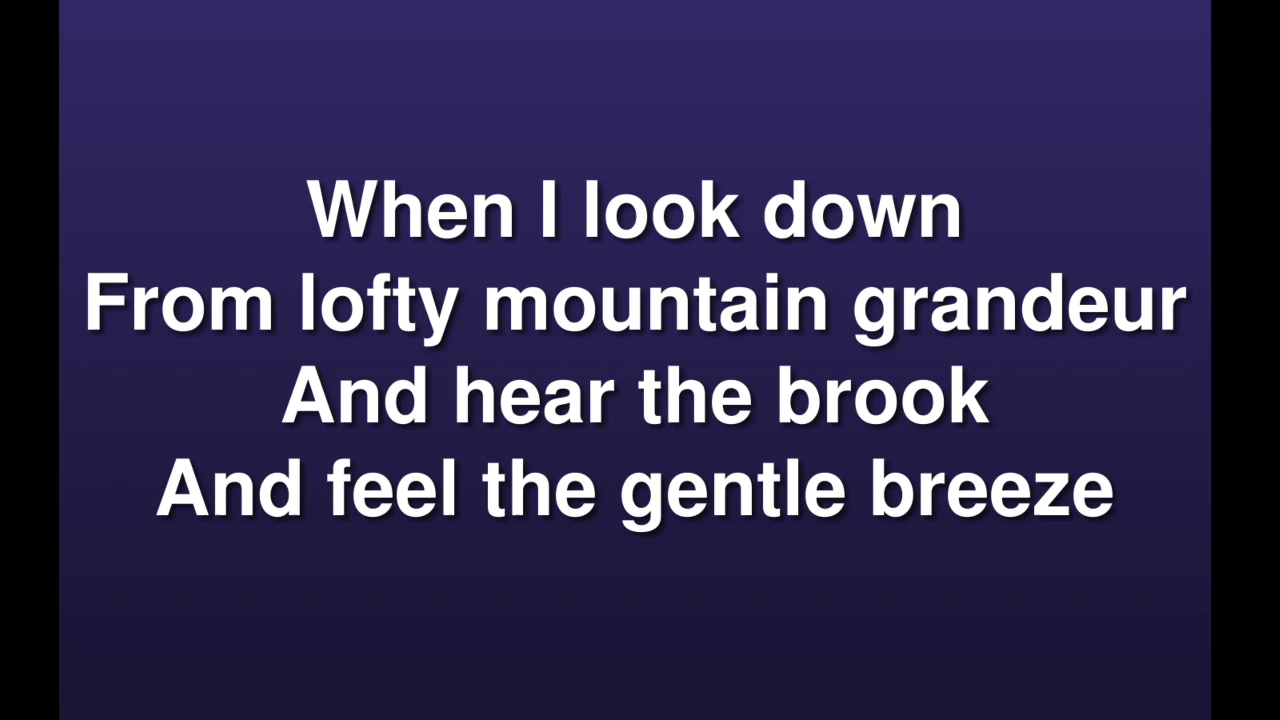 When I look down
From lofty mountain grandeur
And hear the brook
And feel the gentle breeze